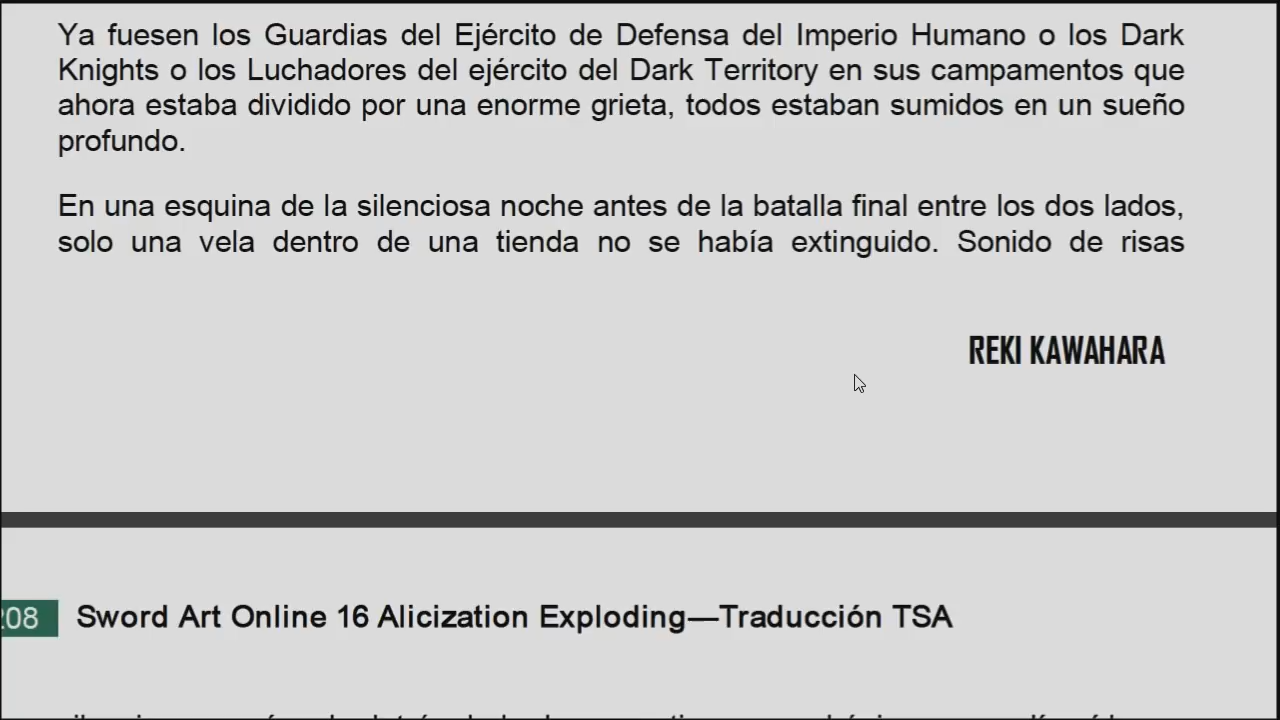 Ya fuesen los Guardias del Ejército de Defensa del Imperio Humano o los Dark
Knights o los Luchadores del ejército del Dark Territory en sus campamentos que
ahora estaba dividido por una enorme grieta, todos estaban sumidos en un sueño
profundo.
En una esquina de la silenciosa noche antes de la batalla final entre los dos lados,
solo una vela dentro de una tienda no se había extinguido. Sonido de risas
REKI KAWAHARA
208 Sword Art Online 16 Alicization Exploding—Traducción TSA